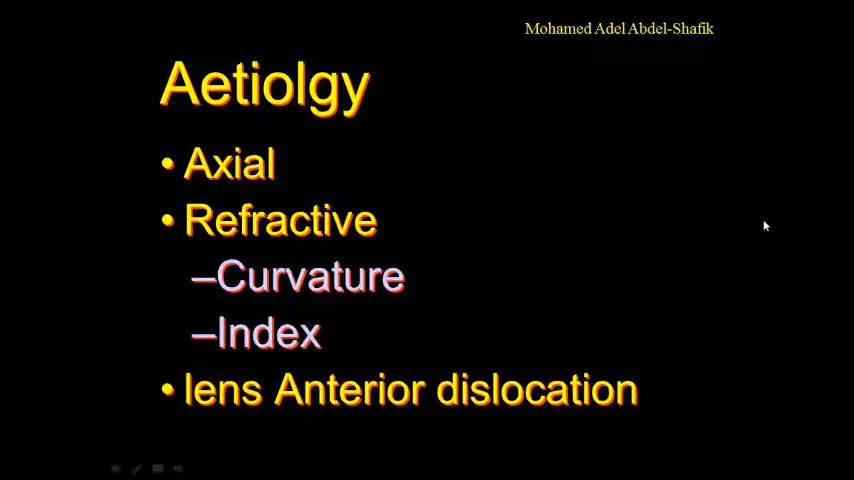 Mohamed Adel Abdel-Shafik
Aetiolgy
• Axial
• Refractive
–Curvature
–Index
• lens Anterior dislocation